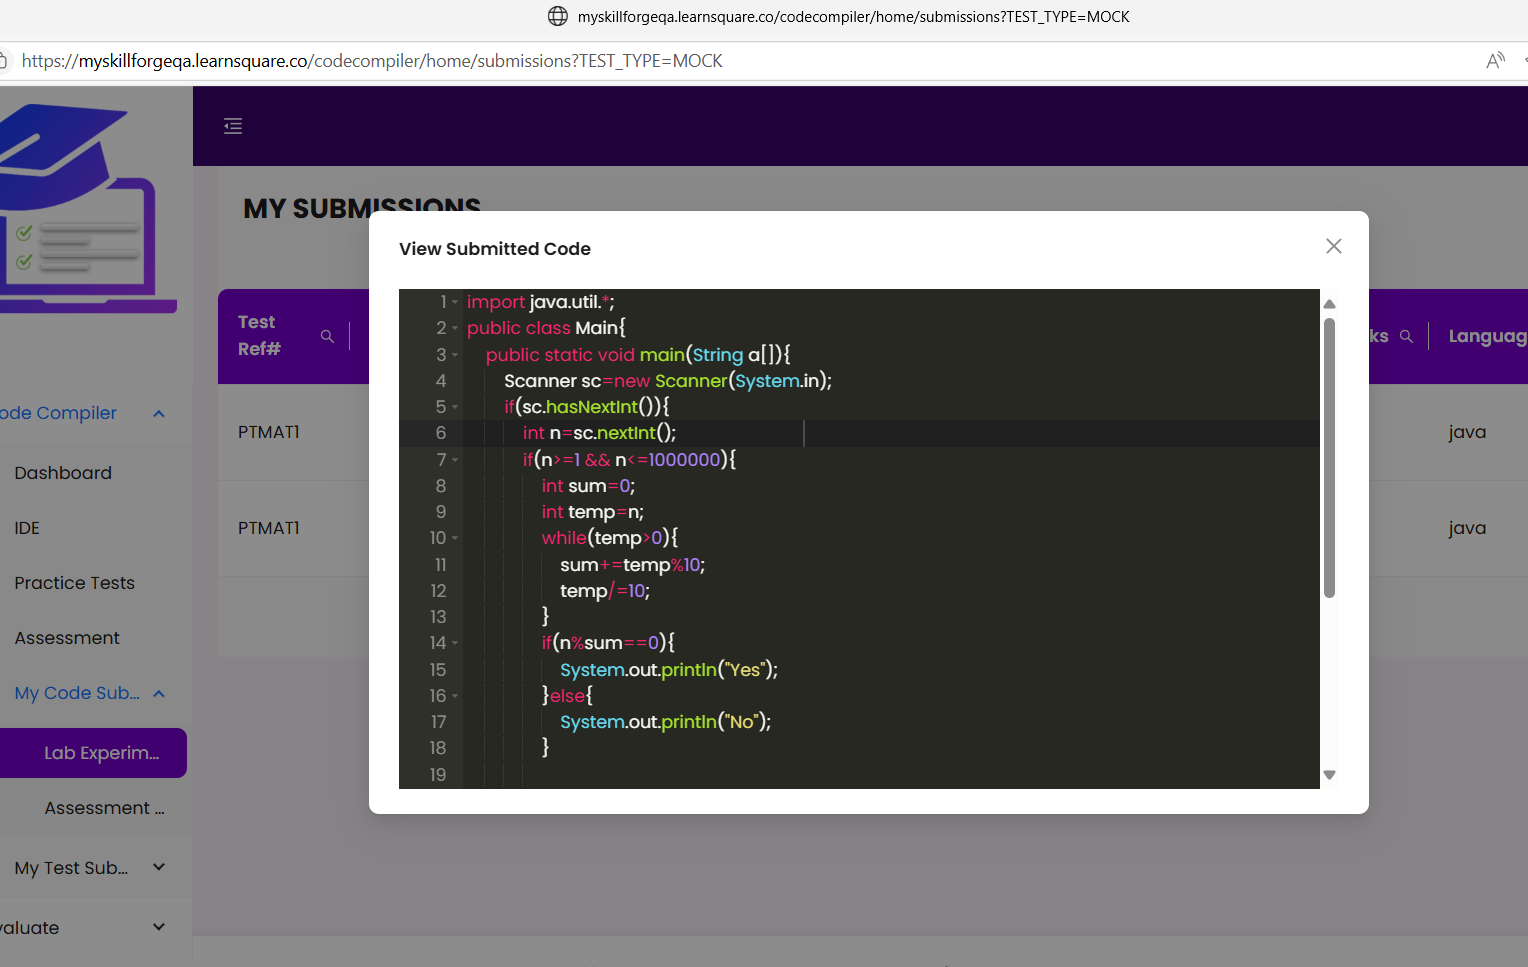 myskillforgeqa.learnsquare.co/codecompiler/home/submissions?TEST_TYPE=MOCK
https://myskillforgeqa.learnsquare.co/codecompiler/home/submissions?TEST_TYPE=MOCK
MY SUBMISSIONS
View Submitted Code
Test
Ref#
ks
Languag
PTMAT1
java
PTMAT1
java
1 import java.util.*;
2 public class Main{
3 public static void main(String a[]){
4 Scanner sc=new Scanner(System.in);
5 if(sc.hasNextInt()){
6 int n=sc.nextInt();
7 if(n>=1 && n<=1000000){
8 int sum=0;
9 int temp=n;
10 while(temp>0){
11 sum+=temp%10;
12 temp/=10;
13 }
14 if(n%sum==0){
15 System.out.println("Yes");
16 }else{
17 System.out.println("No");
18 }
19
ode Compiler
Dashboard
IDE
Practice Tests
Assessment
My Code Sub...
Lab Experim...
Assessment ...
My Test Sub...
valuate